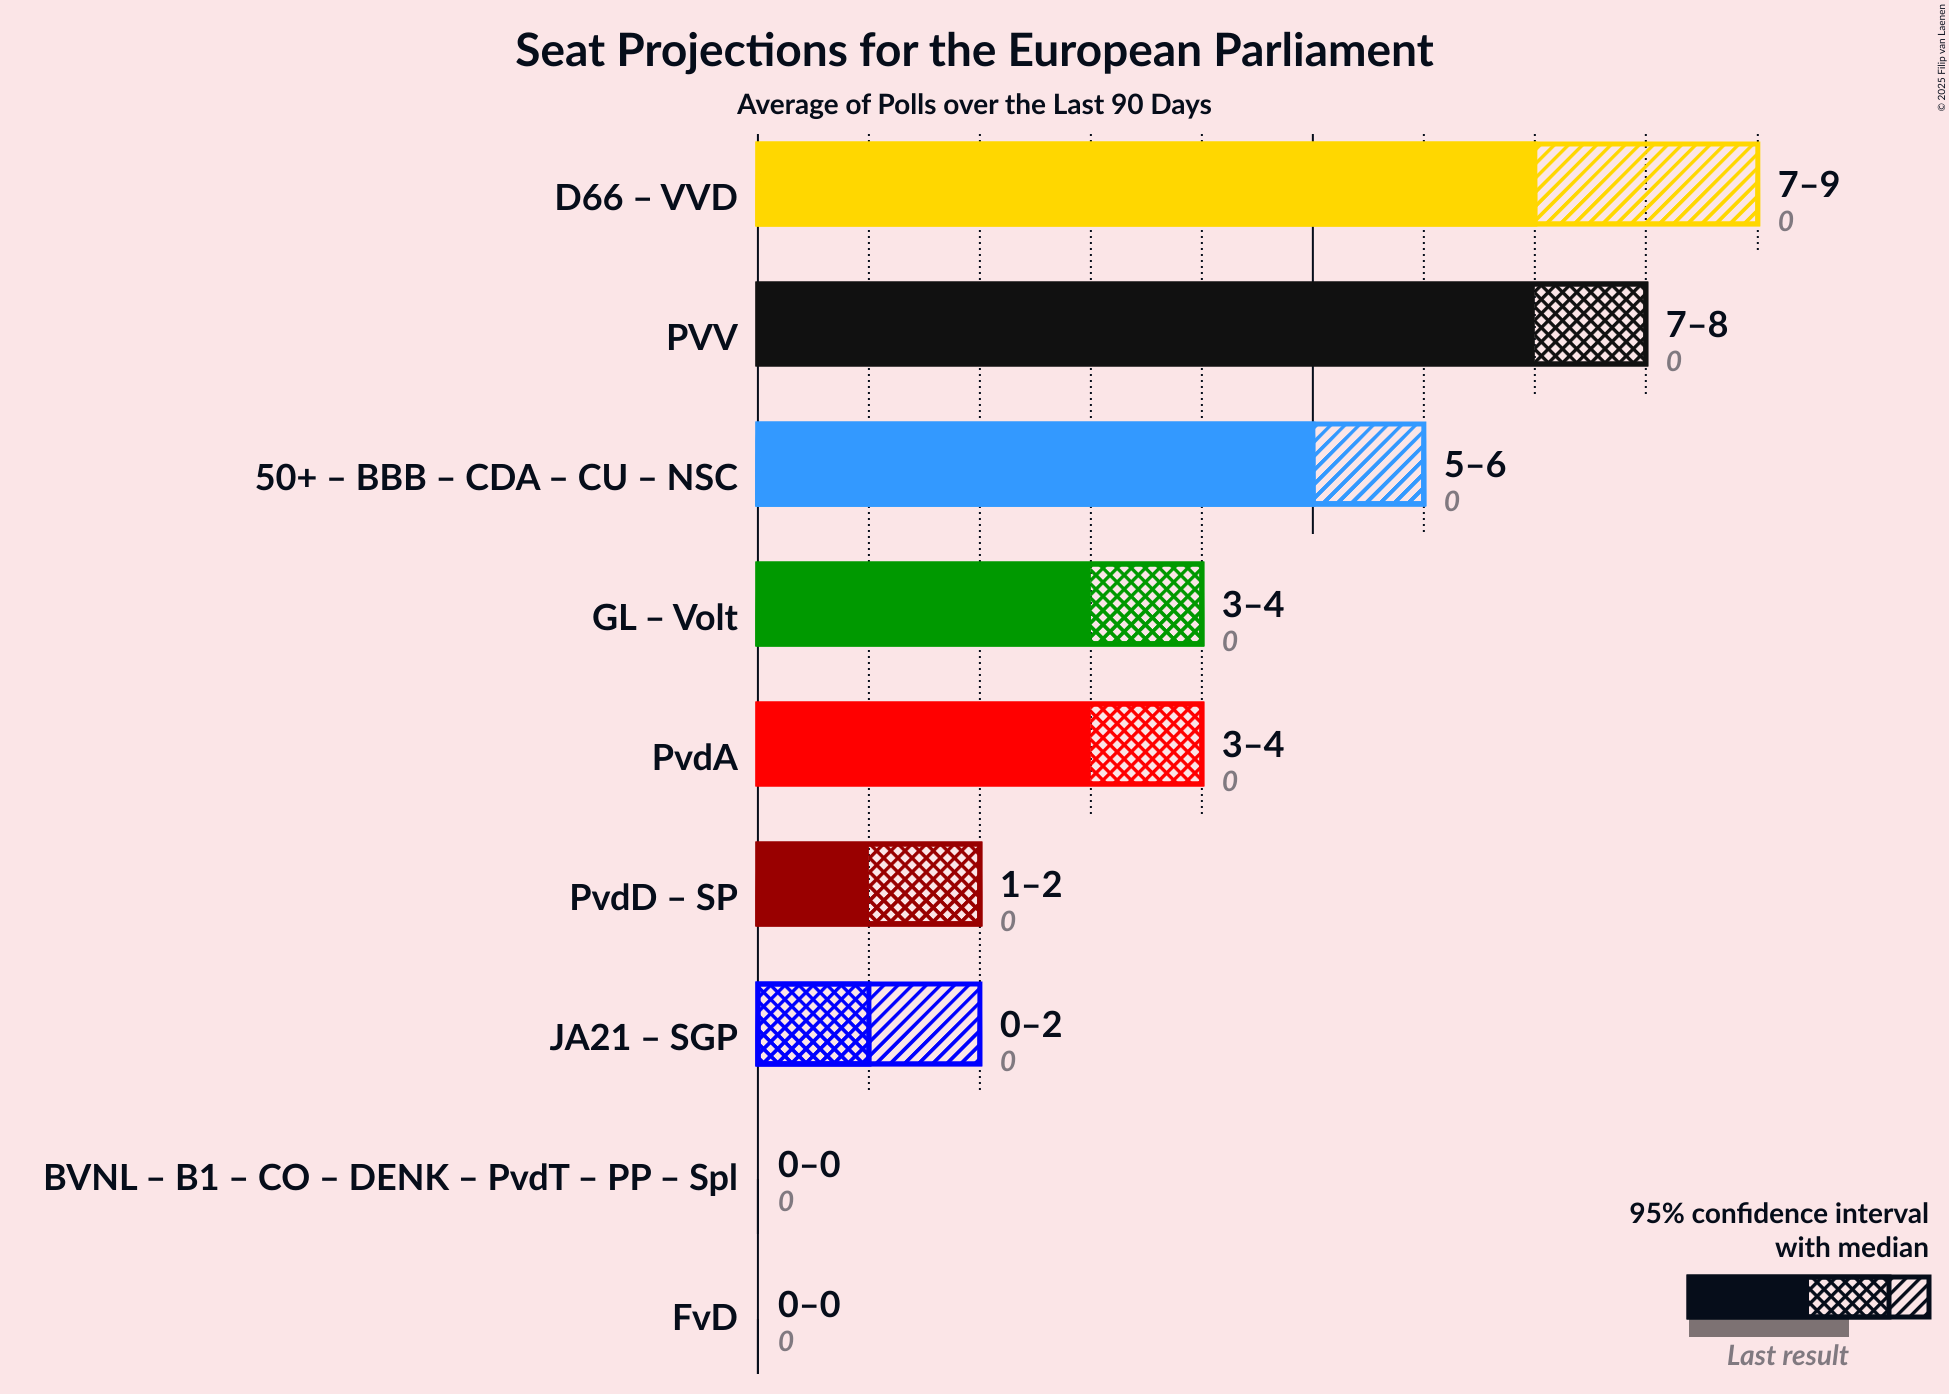 Seat Projections for the European Parliament
Average of Polls over the Last 90 Days
© 2025 Filip van Laenen
D66 – VVD
7–9
0
PVV
7–8
0
50+ – BBB – CDA – CU – NSC
5–6
0
GL – Volt
3–4
0
PvdA
3–4
0
PvdD – SP
1–2
0
JA21 – SGP
0–2
0
BVNL – B1 – CO – DENK – PvdT – PP – Spl
0–0
0
FvD
0–0
0
95% confidence interval
with median
Last result